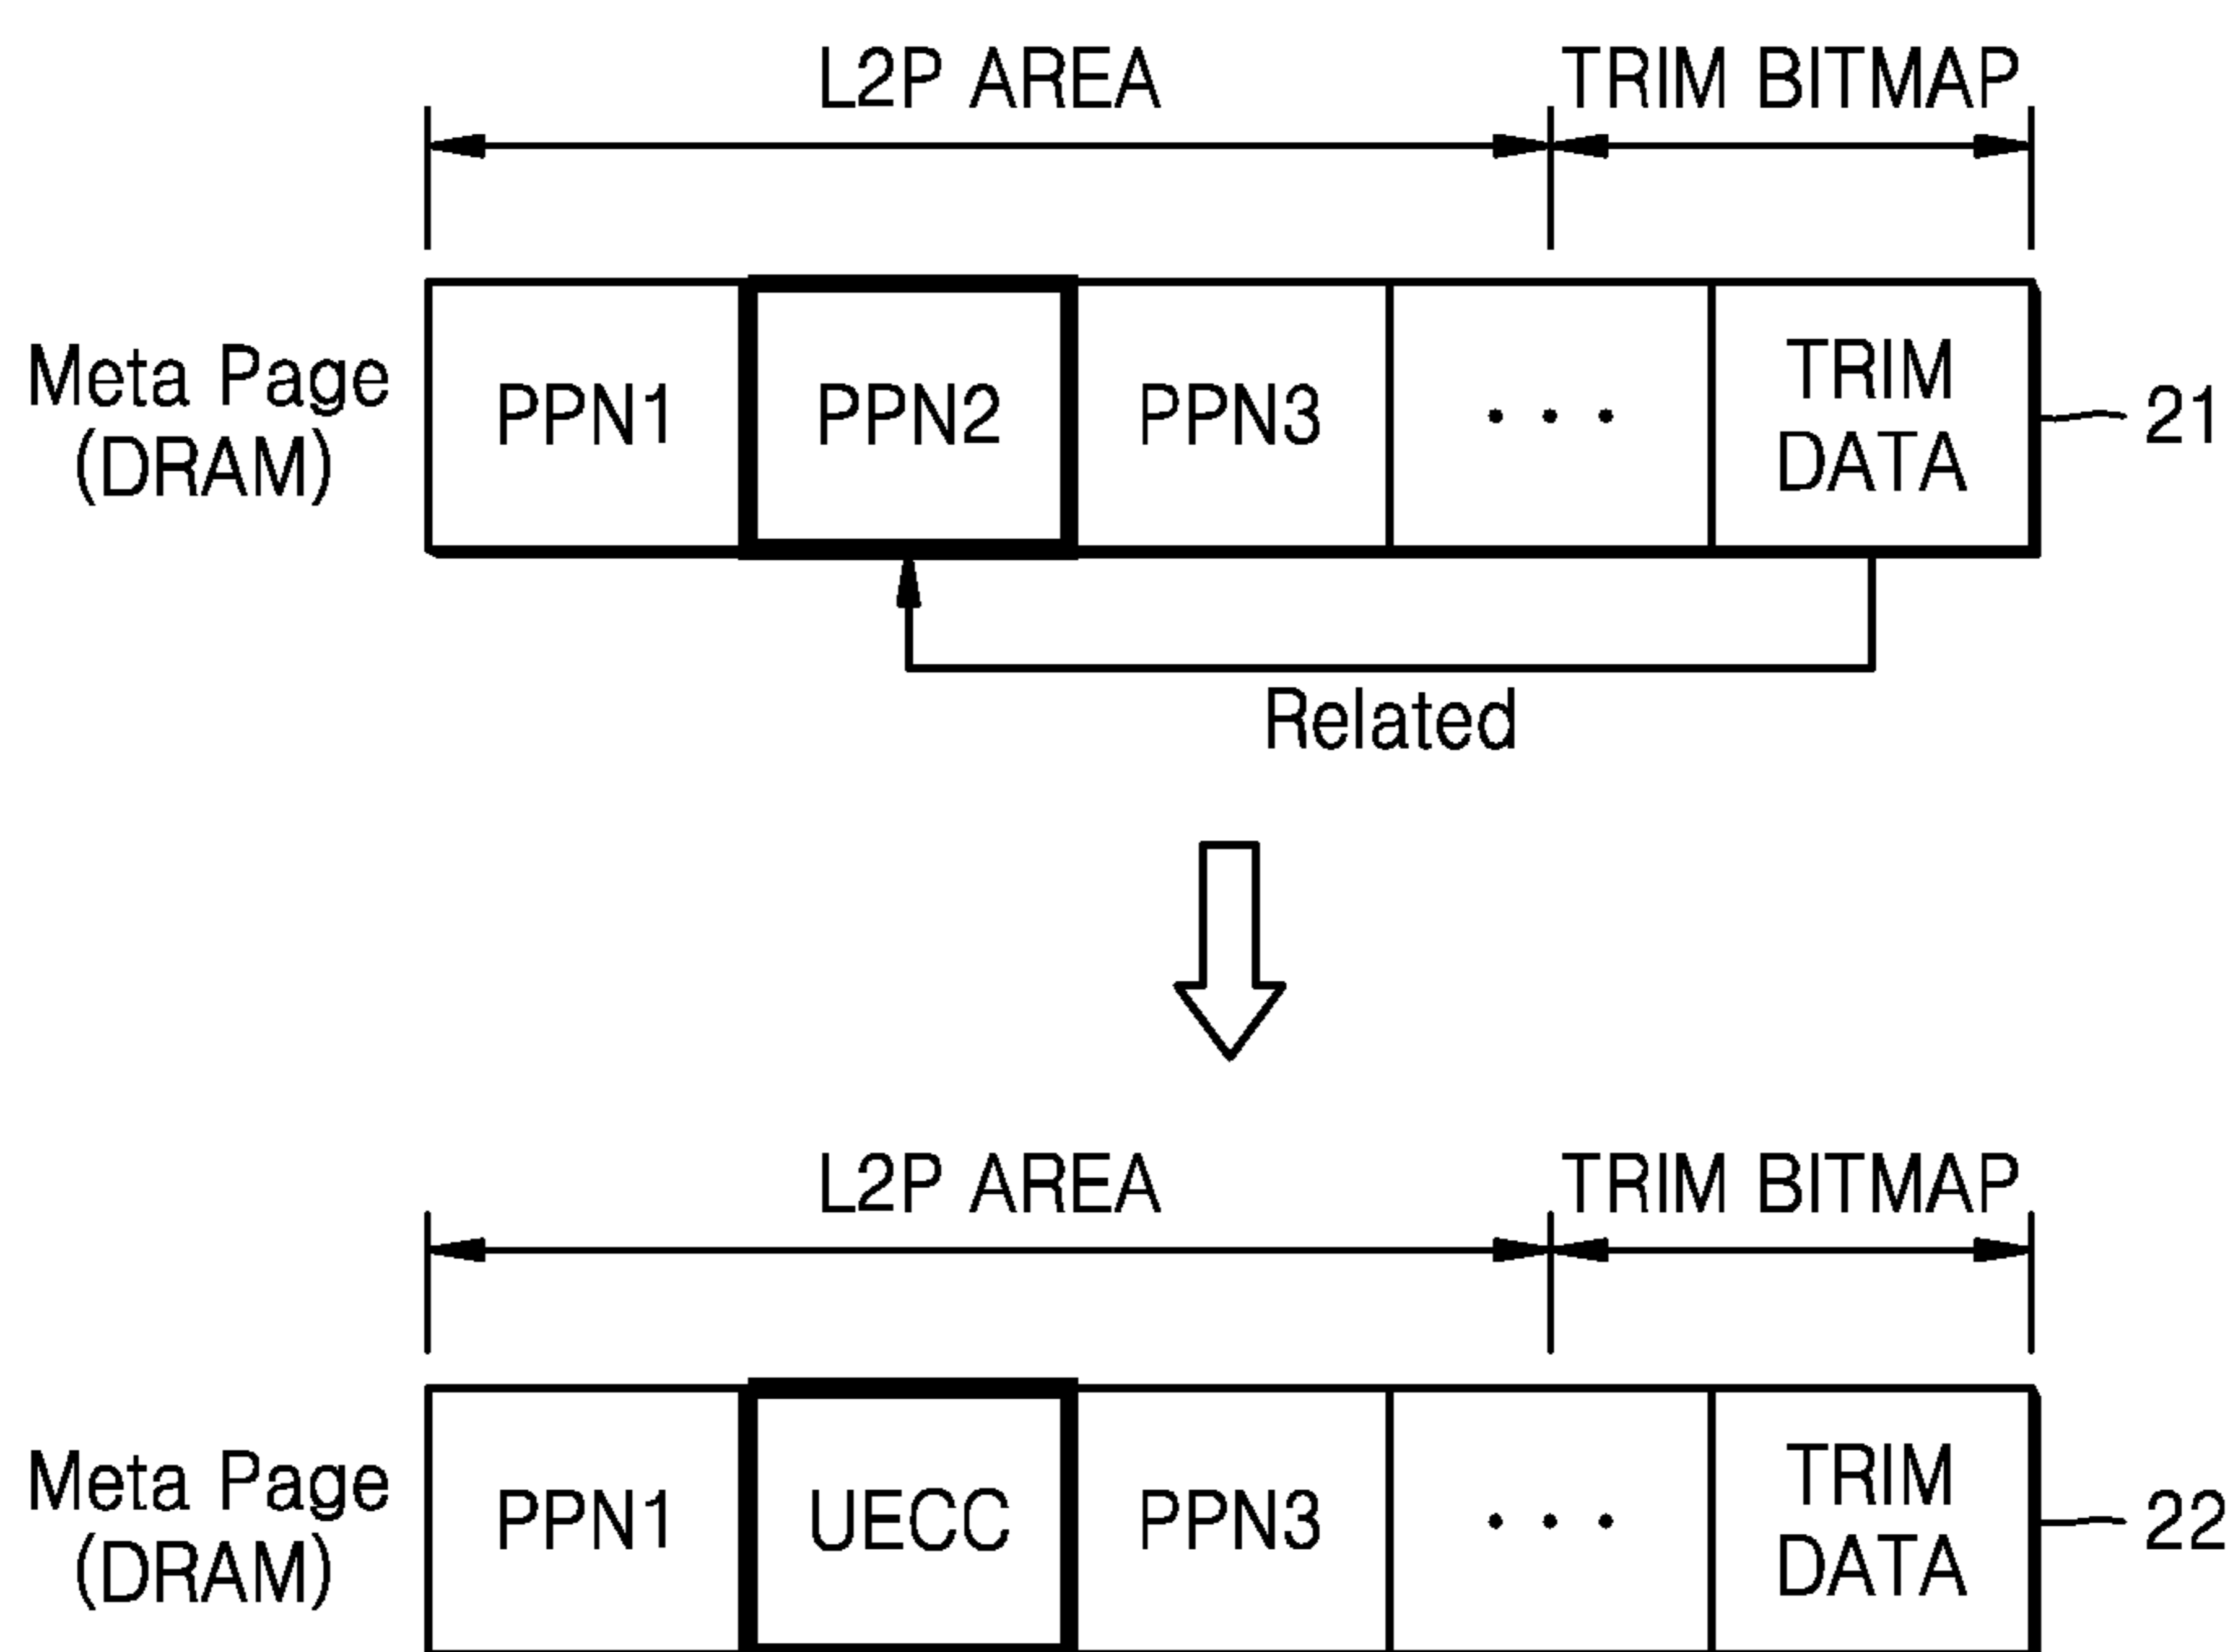 L2P AREA
TRIM BITMAP
Meta Page
(DRAM)
PPN1
PPN2
PPN3
...
TRIM
DATA
21
Related
L2P AREA
TRIM BITMAP
Meta Page
(DRAM)
PPN1
UECC
PPN3
...
TRIM
DATA
22